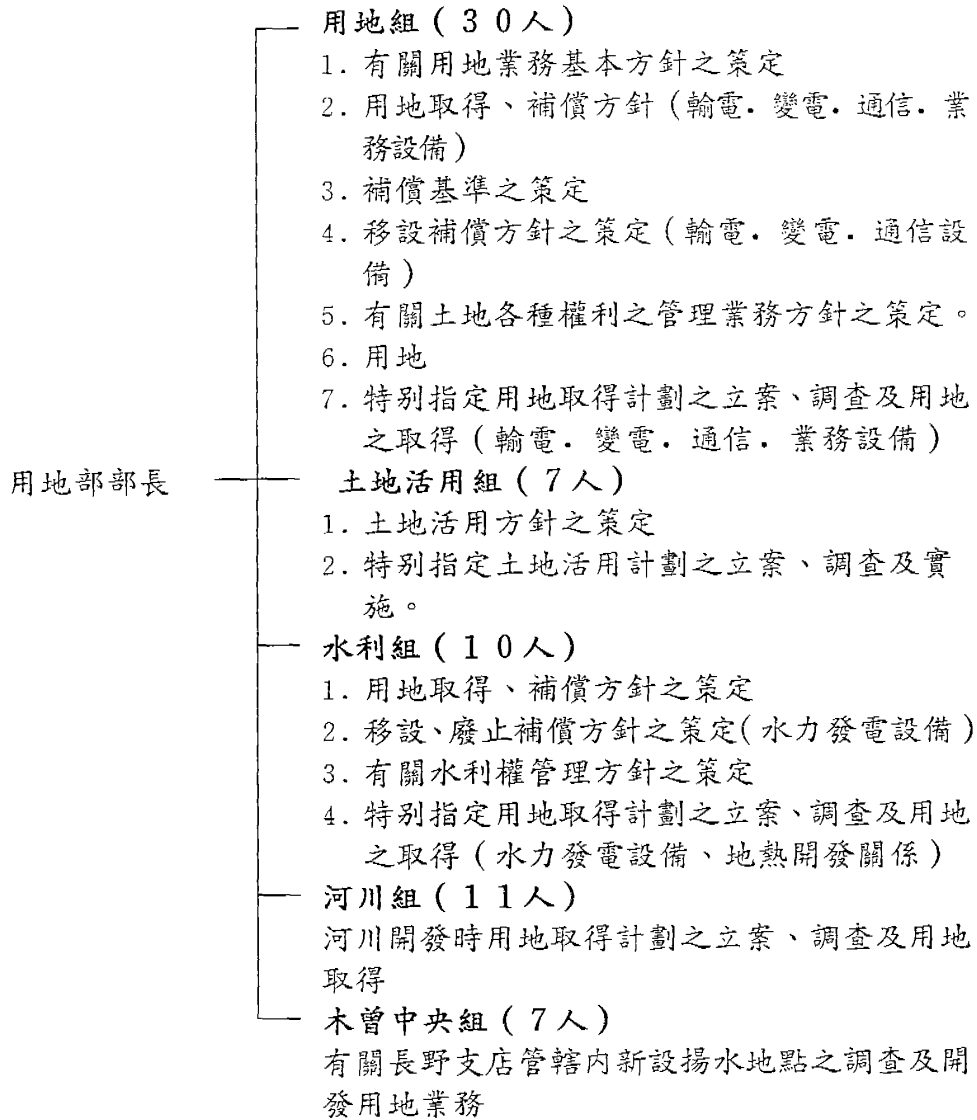 用地組(30人)
1.有關用地業務基本方針之策定
2.用地取得、補償方針(輸電.變電.通信.業
務設備)
3.補償基準之策定
4.移設補償方針之策定(輸電.變電.通信設
備)
5.有關土地各種權利之管理業務方針之策定。
6.用地
7.特別指定用地取得計劃之立案、調查及用地
之取得(輸電.變電.通信.業務設備)
用地部部長
土地活用組(7人)
1.土地活用方針之策定
2.特別指定土地活用計劃之立案、調查及實
施。
水利組(10人)
1.用地取得、補償方針之策定
2.移設、廢止補償方針之策定(水力發電設備)
3.有關水利權管理方針之策定
4.特別指定用地取得計劃之立案、調查及用地
之取得(水力發電設備、地熱開發關係)
河川組(11人)
河川開發時用地取得計劃之立案、調查及用地
取得
木曾中央組(7人)
有關長野支店管轄內新設揚水地點之調查及開
發用地業務